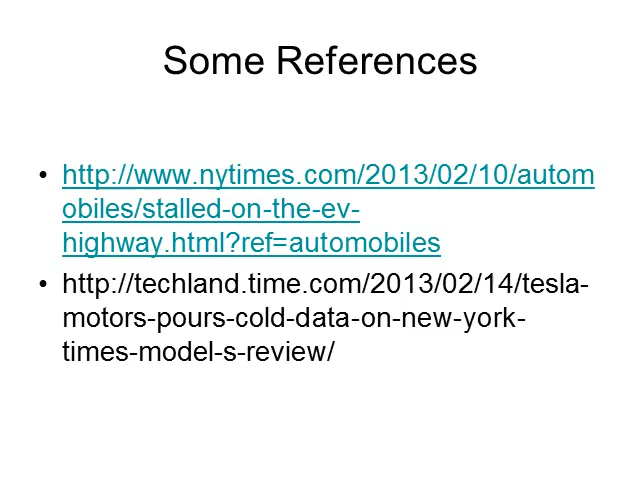 Some References
• http://www.nytimes.com/2013/02/10/autom
obiles/stalled-on-the-ev-
highway.html?ref=automobiles
• http://techland.time.com/2013/02/14/tesla-
motors-pours-cold-data-on-new-york-
times-model-s-review/